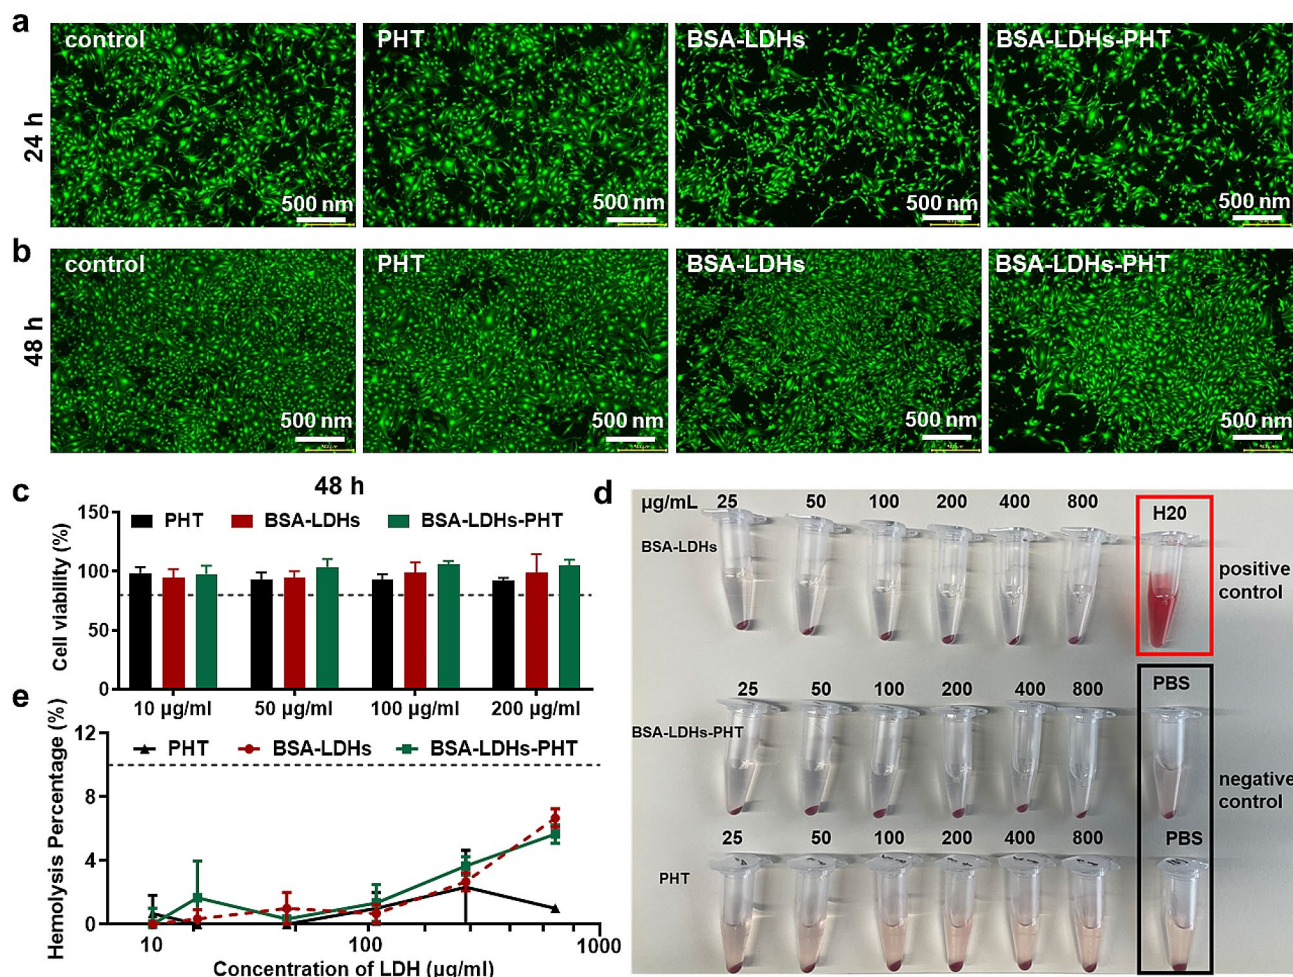 a
control PHT BSA-LDHs BSA-LDHs-PHT
24 h
500 nm 500 nm 500 nm 500 nm
b
control PHT BSA-LDHs BSA-LDHs-PHT
48 h
500 nm 500 nm 500 nm 500 nm
c
48 h
Cell viability (%)
150
100
50
0
PHT BSA-LDHs BSA-LDHs-PHT
10 µg/ml 50 µg/ml 100 µg/ml 200 µg/ml
d
µg/mL 25 50 100 200 400 800 H20
BSA-LDHs
positive
control
25 50 100 200 400 800 PBS
BSA-LDHs-PHT
negative
control
25 50 100 200 400 800 PBS
PHT
e
Hemolysis Percentage (%)
12
8
4
0
PHT BSA-LDHs BSA-LDHs-PHT
10 100 1000
Concentration of LDH (µg/ml)